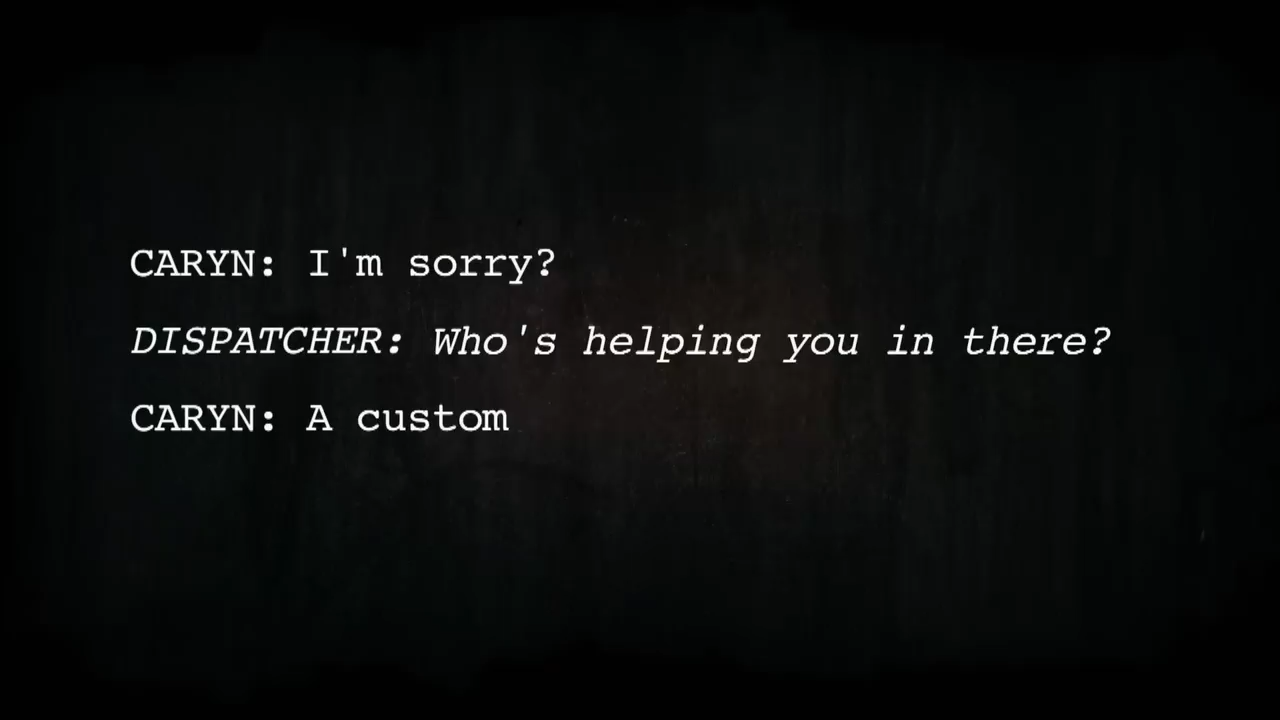 CARYN: I'm sorry?
DISPATCHER: Who's helping you in there?
CARYN: A custom